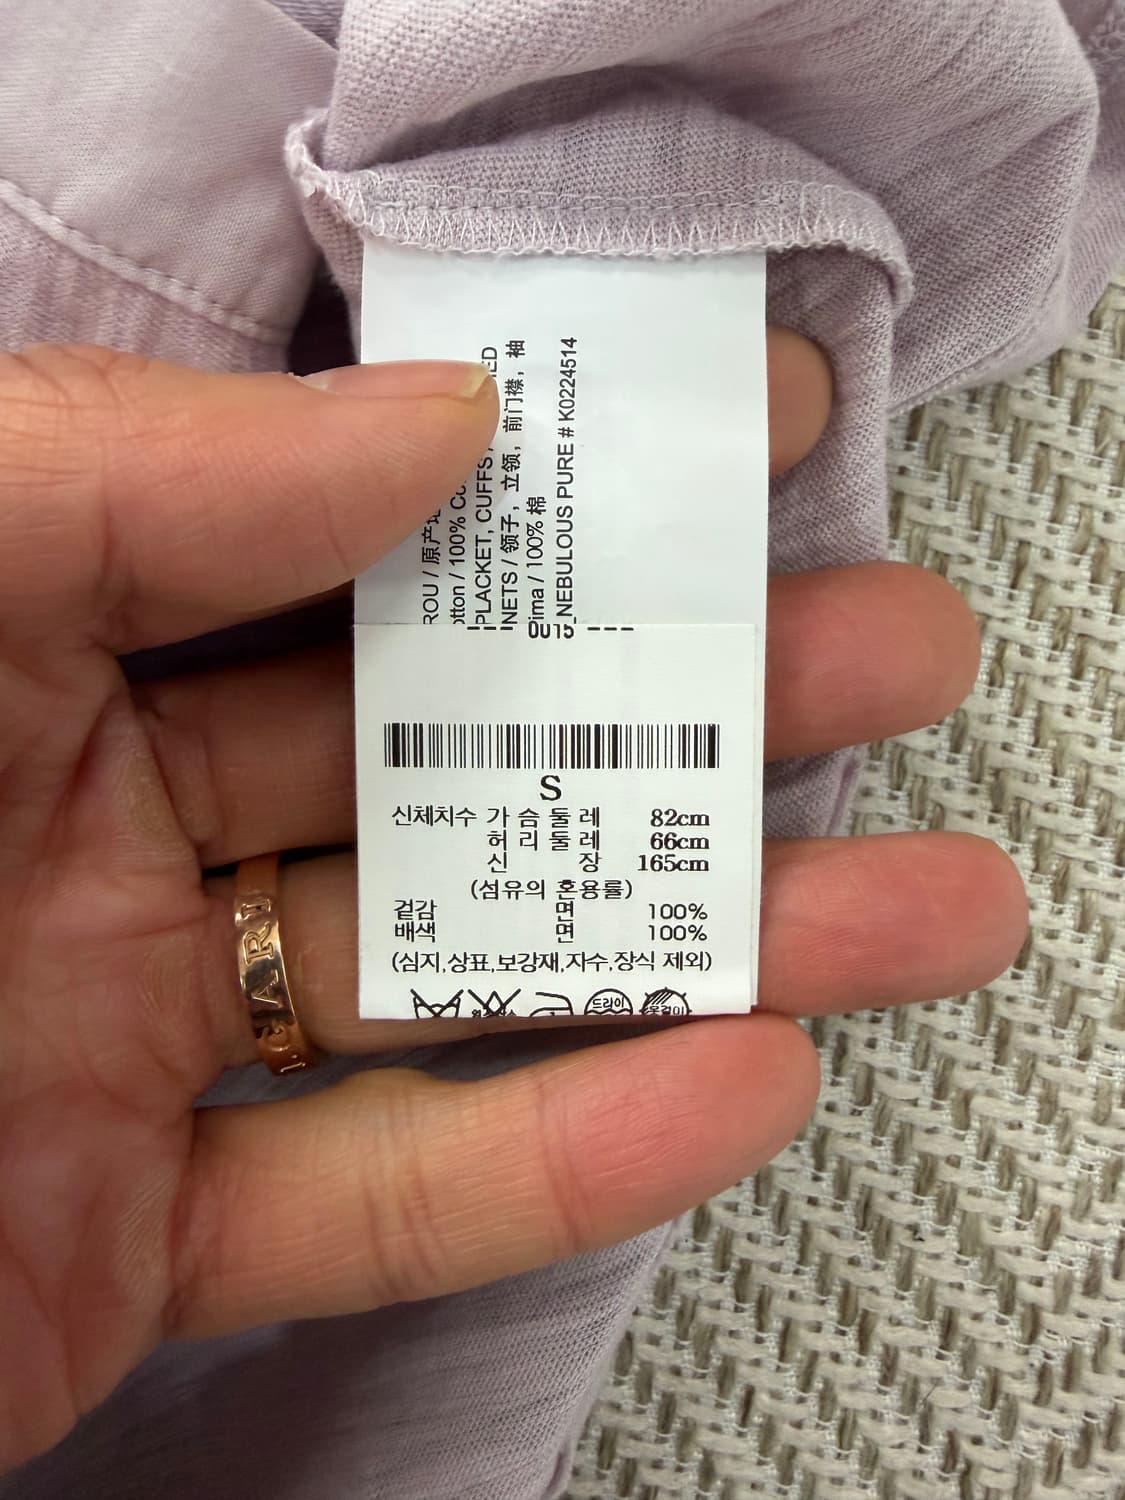 ROU / 原产
otton / 100%
PLACKET, CUFFS /
NETS / 领子, 立领, 前门襟, 袖
ima / 100% 棉
NEBULOUS PURE # K0224514
S
신체치수 가슴둘레 82cm
허리둘레 66cm
신장 165cm
(섬유의 혼용률)
겉감 면 100%
배색 면 100%
(심지,상표,보강재,자수,장식 제외)
드라이